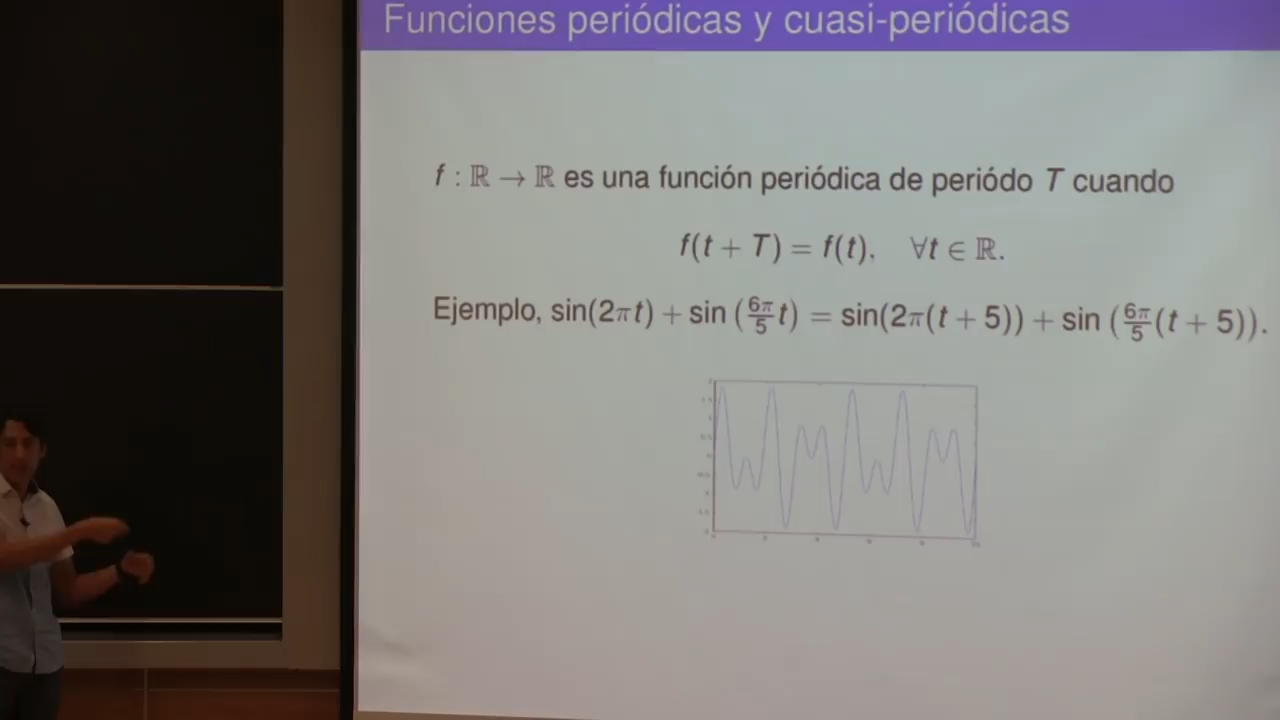 Funciones periódicas y cuasi-periódicas
f : ℝ → ℝ es una función periódica de periódo T cuando
f(t + T) = f(t),   ∀t ∈ ℝ.
Ejemplo, sin(2πt) + sin (6π/5 t) = sin(2π(t + 5)) + sin (6π/5 (t + 5)).